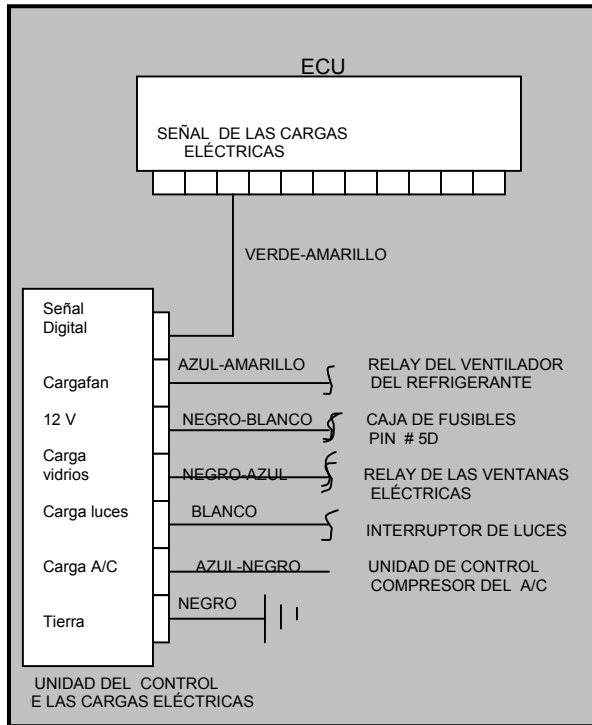 ECU
SEÑAL DE LAS CARGAS
ELÉCTRICAS
VERDE-AMARILLO
Señal
Digital
AZUL-AMARILLO
RELAY DEL VENTILADOR
DEL REFRIGERANTE
Cargafan
12 V
NEGRO-BLANCO
CAJA DE FUSIBLES
PIN # 5D
Carga
vidrios
NEGRO-AZUL
RELAY DE LAS VENTANAS
ELÉCTRICAS
Carga luces
BLANCO
INTERRUPTOR DE LUCES
Carga A/C
AZUL-NEGRO
UNIDAD DE CONTROL
COMPRESOR DEL A/C
NEGRO
Tierra
UNIDAD DEL CONTROL
E LAS CARGAS ELÉCTRICAS